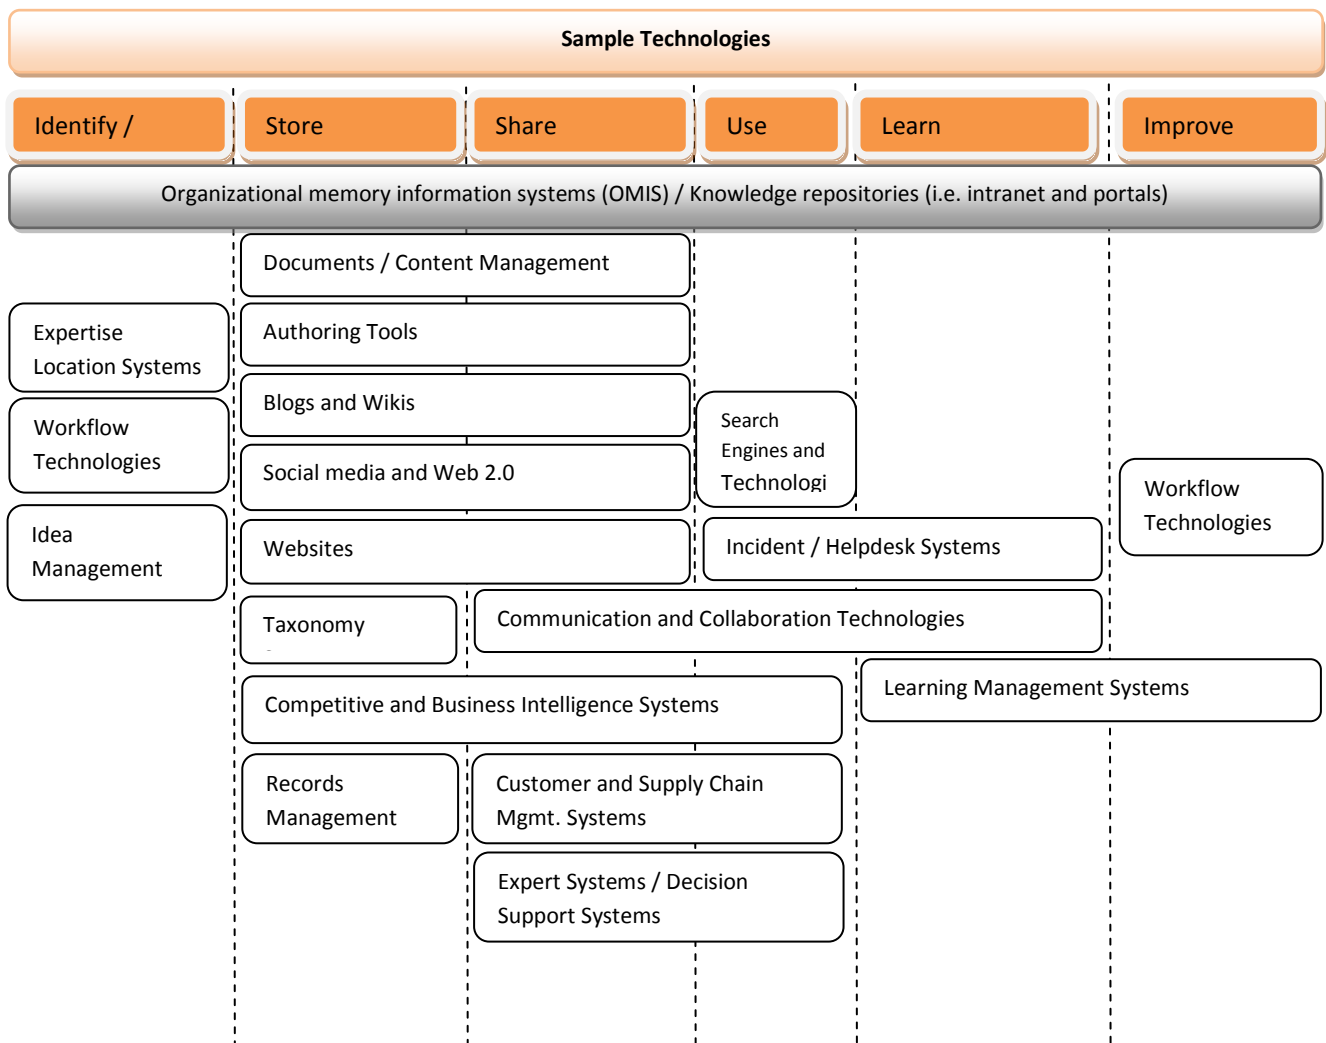 Sample Technologies
Identify /
Store
Share
Use
Learn
Improve
Organizational memory information systems (OMIS) / Knowledge repositories (i.e. intranet and portals)
Documents / Content Management
Expertise
Location Systems
Authoring Tools
Workflow
Technologies
Blogs and Wikis
Search
Engines and
Technologi
Social media and Web 2.0
Workflow
Technologies
Idea
Management
Websites
Incident / Helpdesk Systems
Taxonomy
Communication and Collaboration Technologies
Learning Management Systems
Competitive and Business Intelligence Systems
Records
Management
Customer and Supply Chain
Mgmt. Systems
Expert Systems / Decision
Support Systems